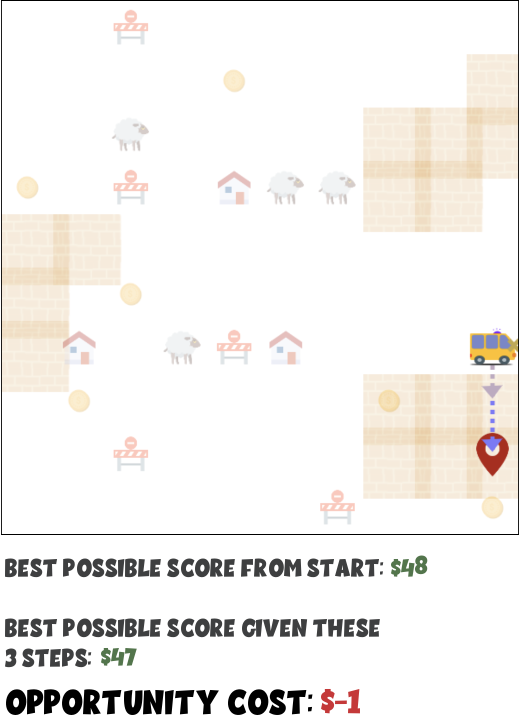 BEST POSSIBLE SCORE FROM START: $48
BEST POSSIBLE SCORE GIVEN THESE
3 STEPS: $47
OPPORTUNITY COST: $-1